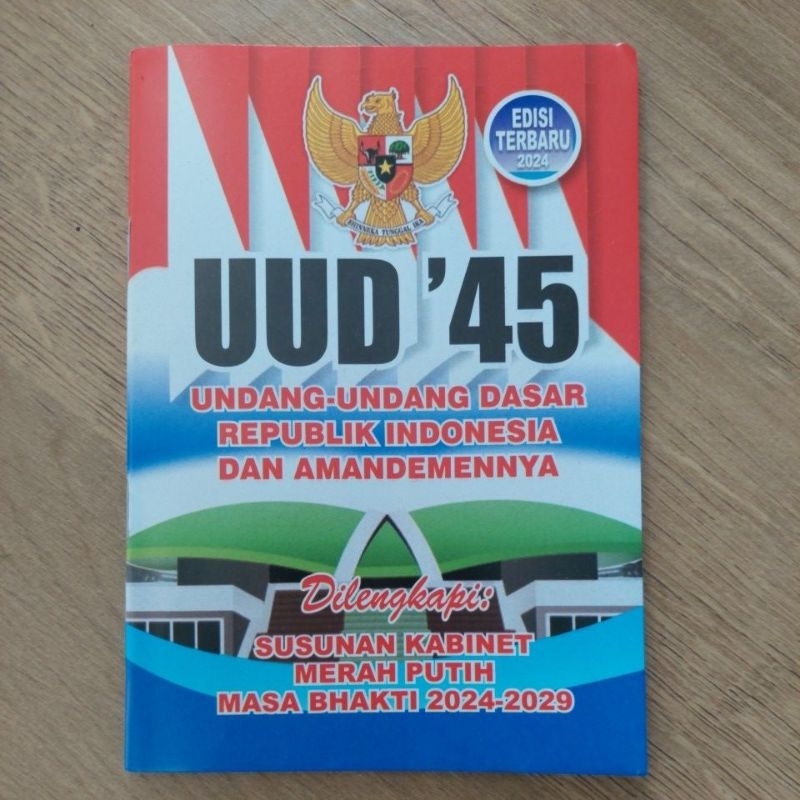 EDISI
TERBARU
2024
BHINNEKA TUNGGAL IKA
UUD '45
UNDANG-UNDANG DASAR
REPUBLIK INDONESIA
DAN AMANDEMENNYA
Dilengkapi:
SUSUNAN KABINET
MERAH PUTIH
MASA BHAKTI 2024-2029